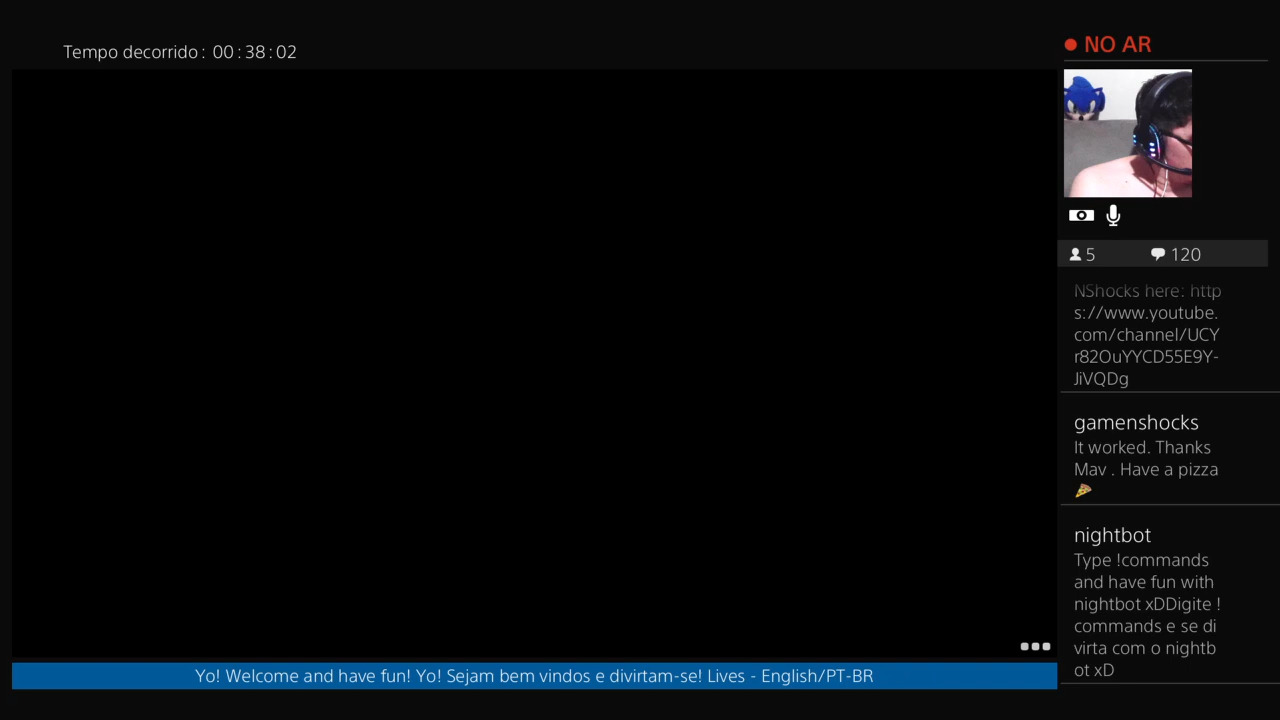 Tempo decorrido: 00:38:02
NO AR
5 120
NShocks here: http
s://www.youtube.
com/channel/UCY
r82OuYYCD55E9Y-
JiVQDg
gamenshocks
It worked. Thanks
Mav . Have a pizza
🍕
nightbot
Type !commands
and have fun with
nightbot xDDigite !
commands e se di
virta com o nightb
ot xD
Yo! Welcome and have fun! Yo! Sejam bem vindos e divirtam-se! Lives - English/PT-BR